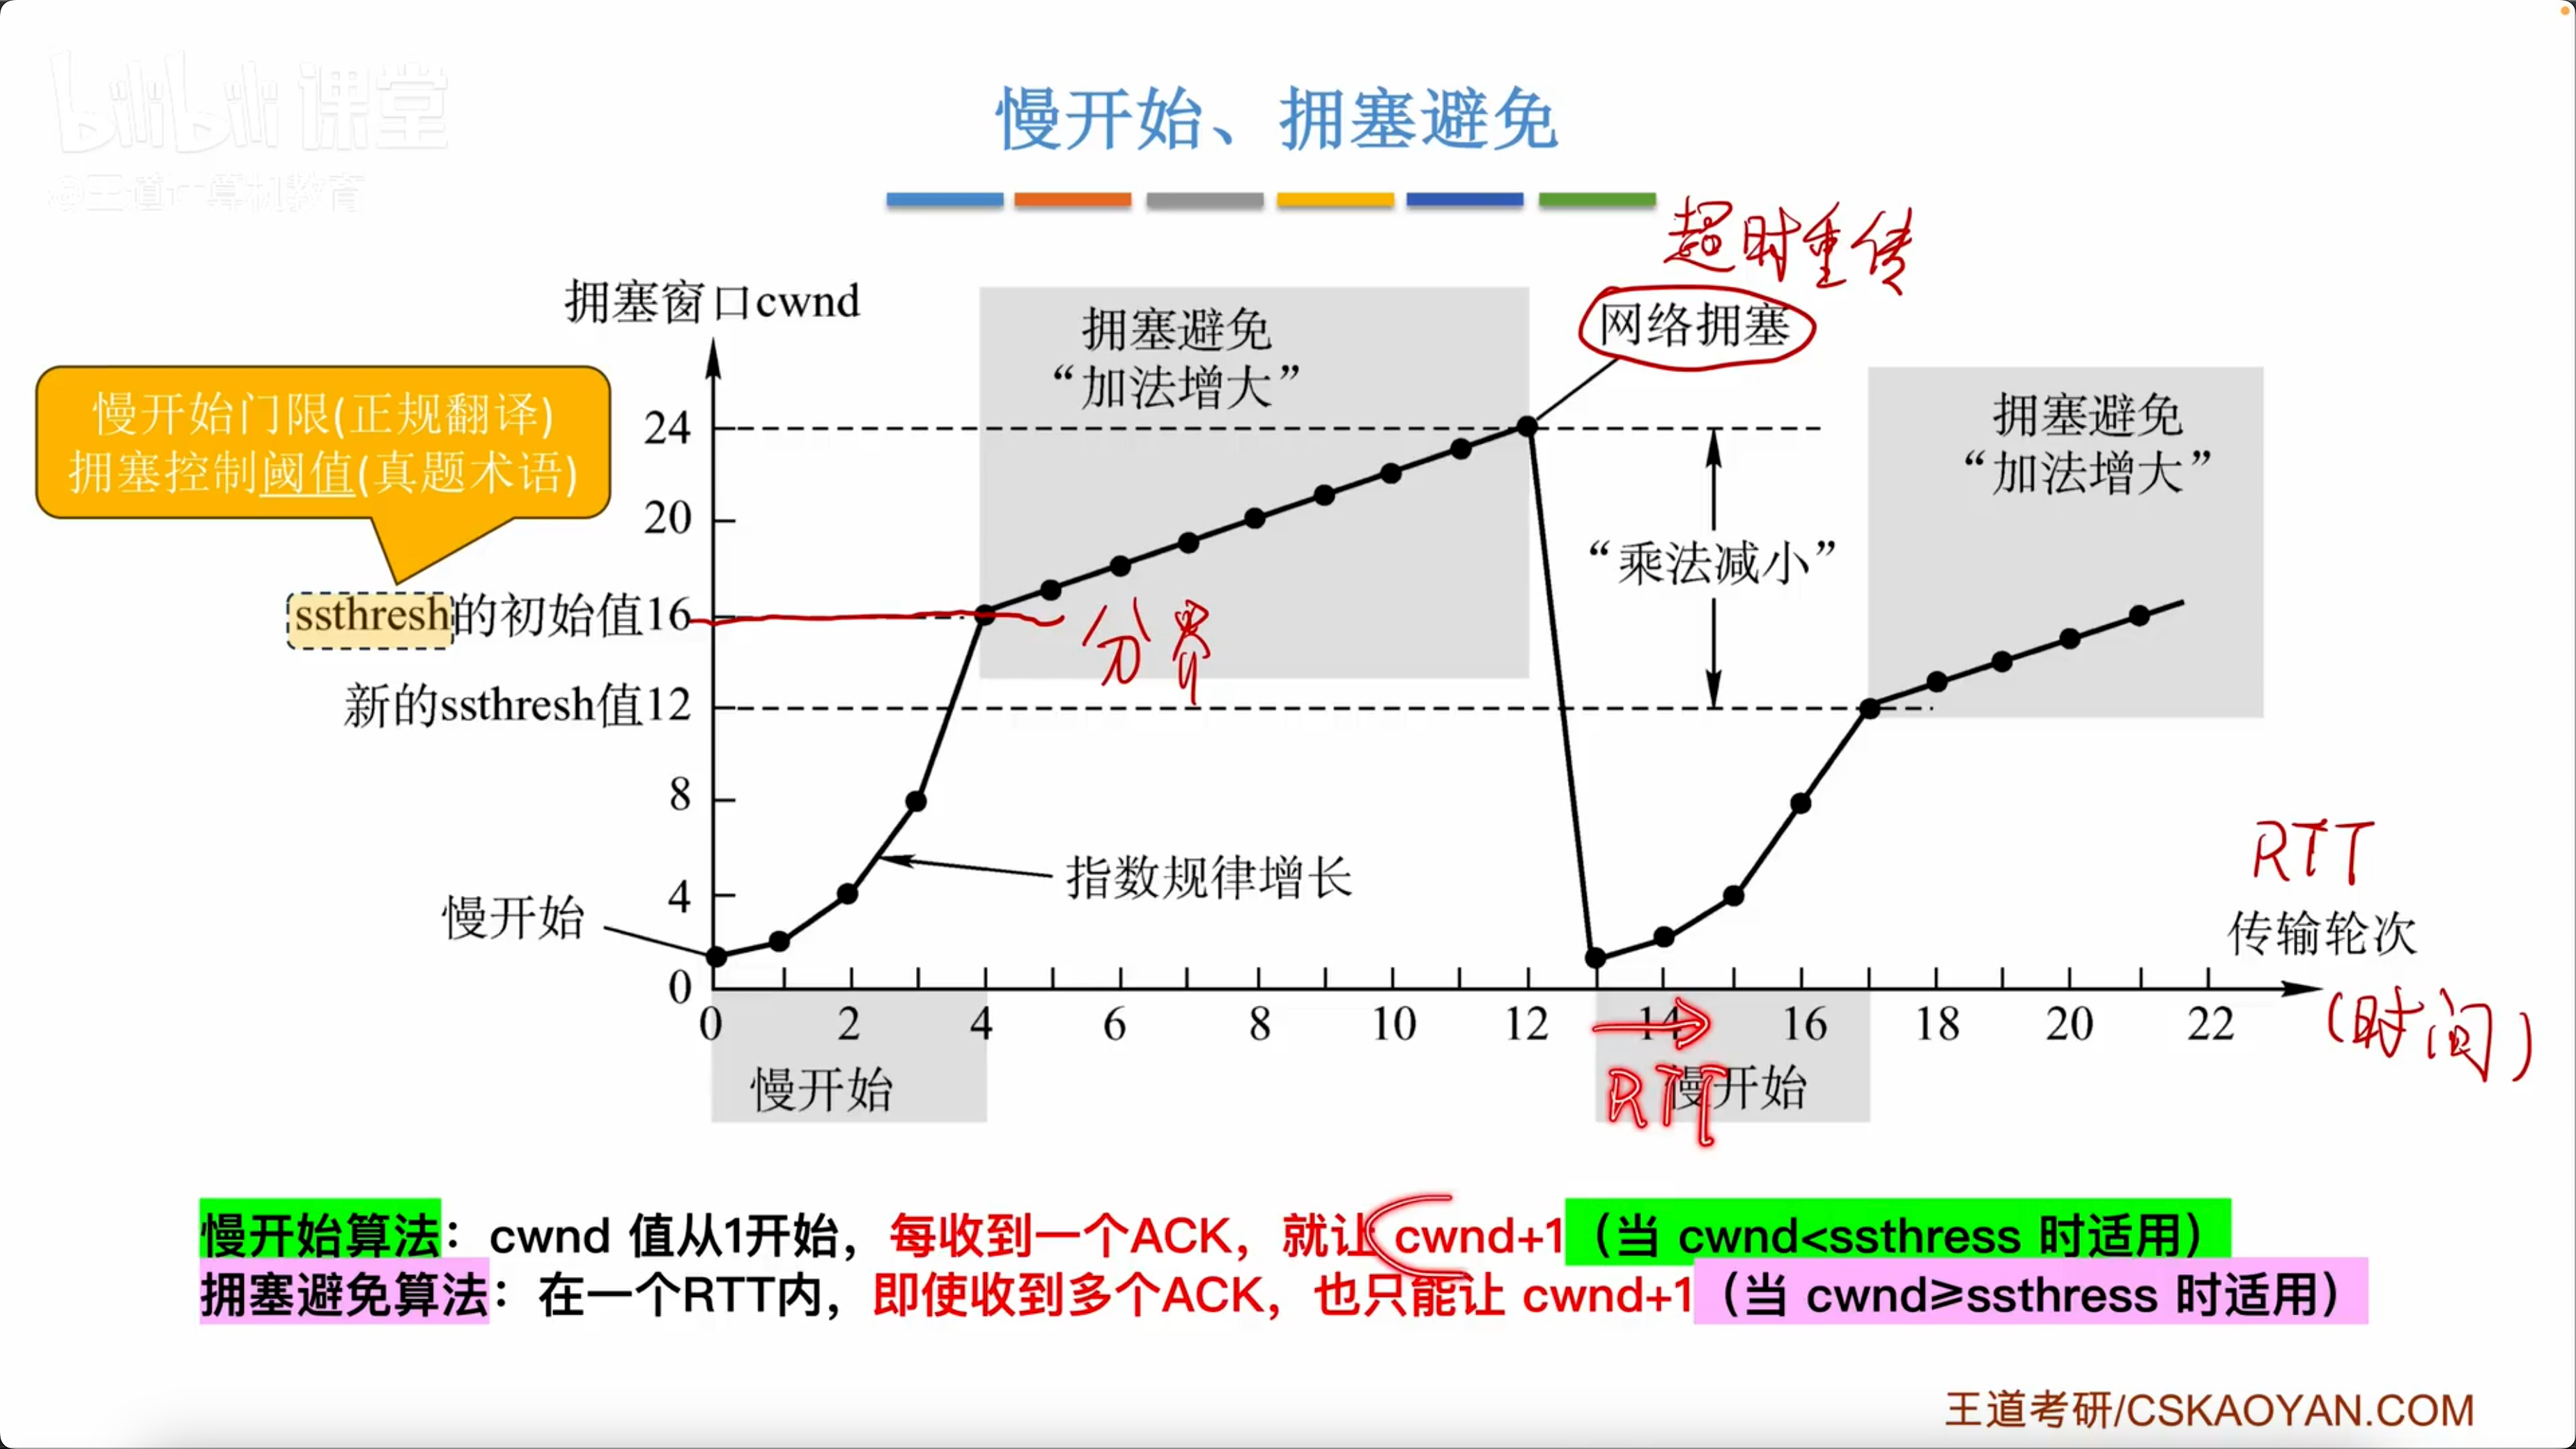 bilibili课堂
@王道计算机教育
慢开始、拥塞避免
超时重传
拥塞窗口cwnd
拥塞避免
“加法增大”
网络拥塞
慢开始门限(正规翻译)
拥塞控制阈值(真题术语)
拥塞避免
“加法增大”
24
20
“乘法减小”
ssthresh的初始值16
分界
新的ssthresh值12
8
指数规律增长
4
慢开始
RTT
传输轮次
(时间)
0
0 2 4 6 8 10 12 14 16 18 20 22
慢开始
RTT
慢开始
慢开始算法：cwnd 值从1开始，每收到一个ACK，就让 cwnd+1（当 cwnd<ssthress 时适用）
拥塞避免算法：在一个RTT内，即使收到多个ACK，也只能让 cwnd+1（当 cwnd≥ssthress 时适用）
王道考研/CSKAOYAN.COM